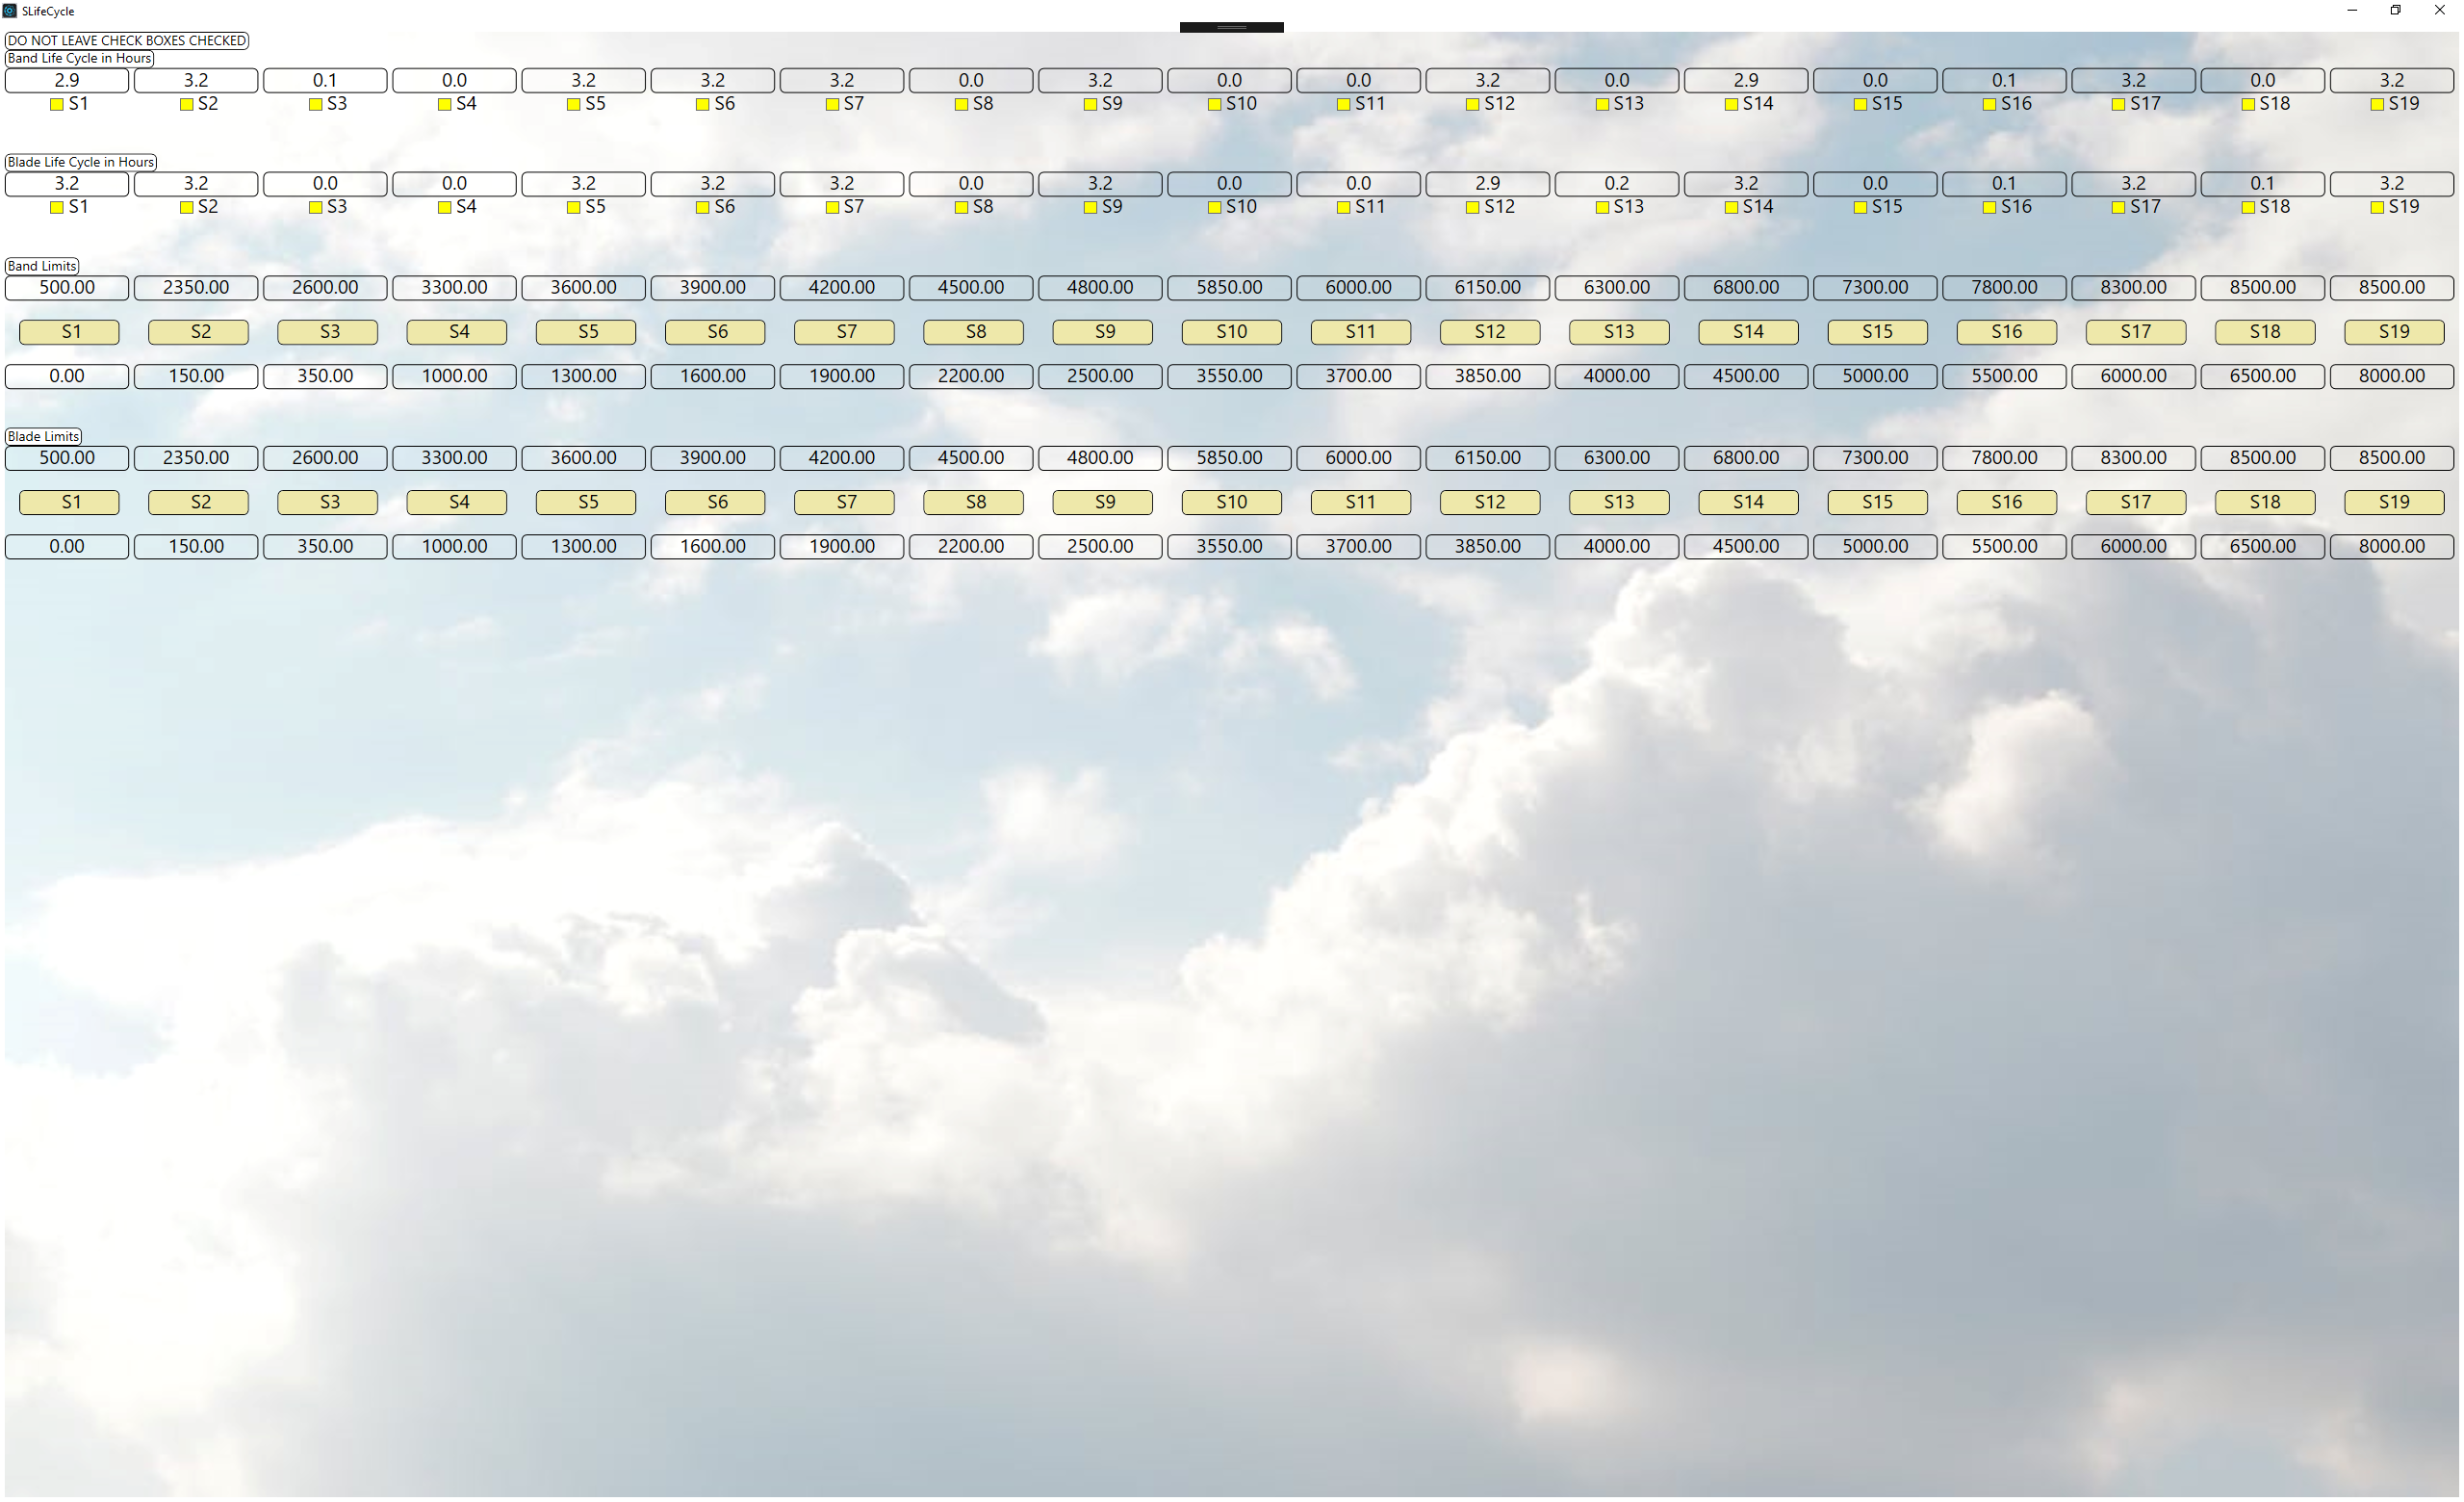 SLifeCycle
DO NOT LEAVE CHECK BOXES CHECKED
Band Life Cycle in Hours
2.9 3.2 0.1 0.0 3.2 3.2 3.2 0.0 3.2 0.0 0.0 3.2 0.0 2.9 0.0 0.1 3.2 0.0 3.2
S1 S2 S3 S4 S5 S6 S7 S8 S9 S10 S11 S12 S13 S14 S15 S16 S17 S18 S19
Blade Life Cycle in Hours
3.2 3.2 0.0 0.0 3.2 3.2 3.2 0.0 3.2 0.0 0.0 2.9 0.2 3.2 0.0 0.1 3.2 0.1 3.2
S1 S2 S3 S4 S5 S6 S7 S8 S9 S10 S11 S12 S13 S14 S15 S16 S17 S18 S19
Band Limits
500.00 2350.00 2600.00 3300.00 3600.00 3900.00 4200.00 4500.00 4800.00 5850.00 6000.00 6150.00 6300.00 6800.00 7300.00 7800.00 8300.00 8500.00 8500.00
S1 S2 S3 S4 S5 S6 S7 S8 S9 S10 S11 S12 S13 S14 S15 S16 S17 S18 S19
0.00 150.00 350.00 1000.00 1300.00 1600.00 1900.00 2200.00 2500.00 3550.00 3700.00 3850.00 4000.00 4500.00 5000.00 5500.00 6000.00 6500.00 8000.00
Blade Limits
500.00 2350.00 2600.00 3300.00 3600.00 3900.00 4200.00 4500.00 4800.00 5850.00 6000.00 6150.00 6300.00 6800.00 7300.00 7800.00 8300.00 8500.00 8500.00
S1 S2 S3 S4 S5 S6 S7 S8 S9 S10 S11 S12 S13 S14 S15 S16 S17 S18 S19
0.00 150.00 350.00 1000.00 1300.00 1600.00 1900.00 2200.00 2500.00 3550.00 3700.00 3850.00 4000.00 4500.00 5000.00 5500.00 6000.00 6500.00 8000.00